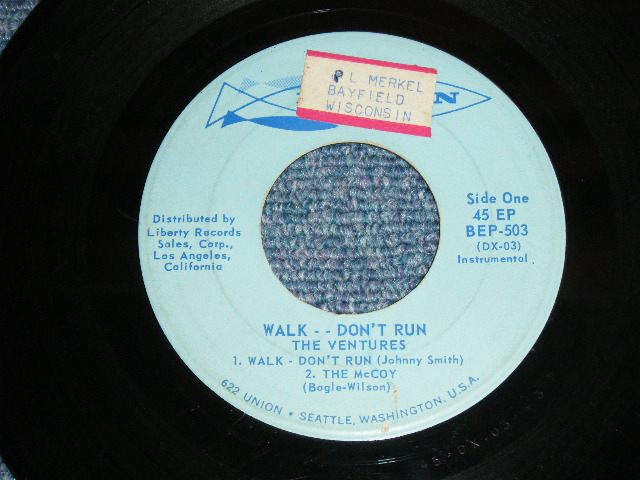 P L MERKEL
BAYFIELD
WISCONSIN
N
Distributed by
Liberty Records
Sales, Corp.,
Los Angeles,
California
Side One
45 EP
BEP-503
(DX-03)
Instrumental
WALK - - DON'T RUN
THE VENTURES
1. WALK - DON'T RUN (Johnny Smith)
2. THE McCOY
(Bogle-Wilson)
622 UNION • SEATTLE, WASHINGTON, U.S.A.